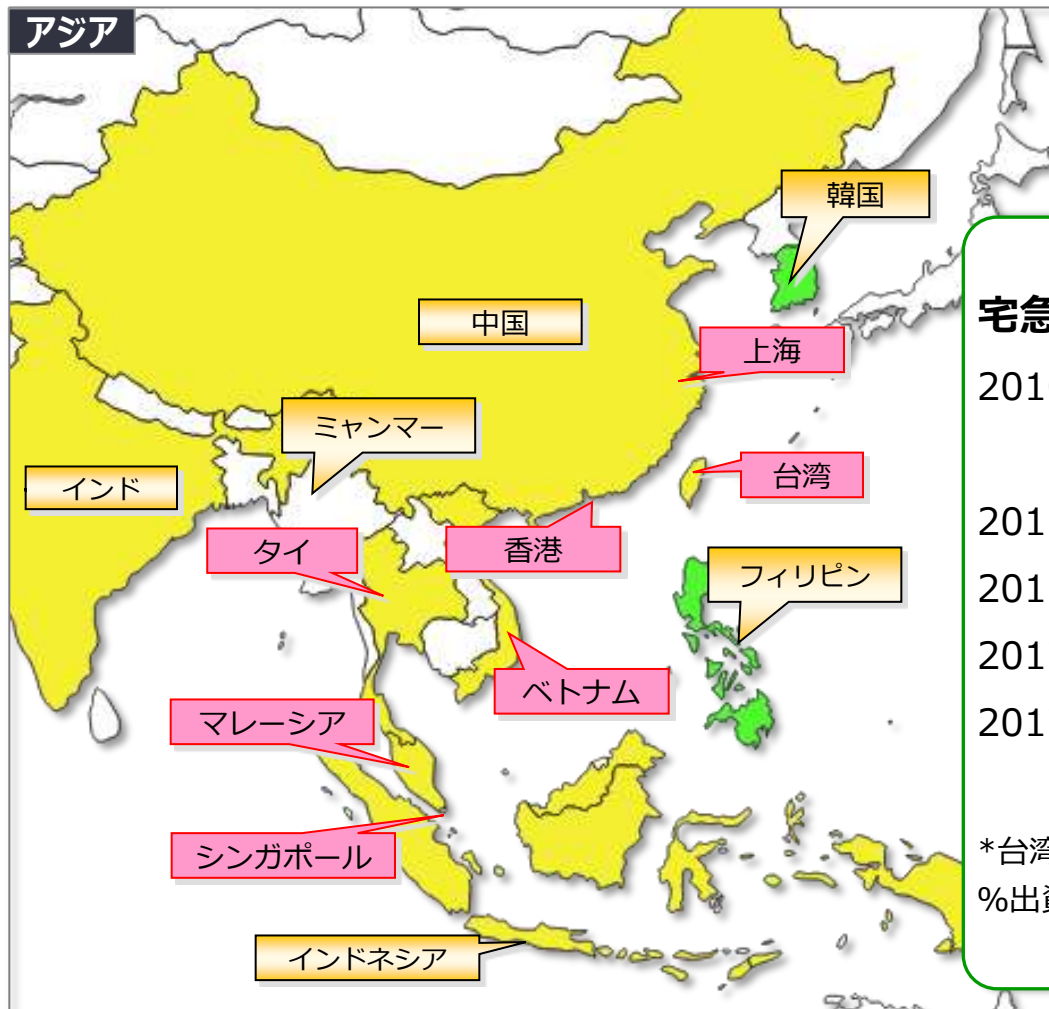 アジア
韓国
中国
上海
ミャンマー
インド
台湾
タイ
香港
フィリピン
ベトナム
マレーシア
シンガポール
インドネシア
宅急
201
201
201
201
201
*台湾
%出資